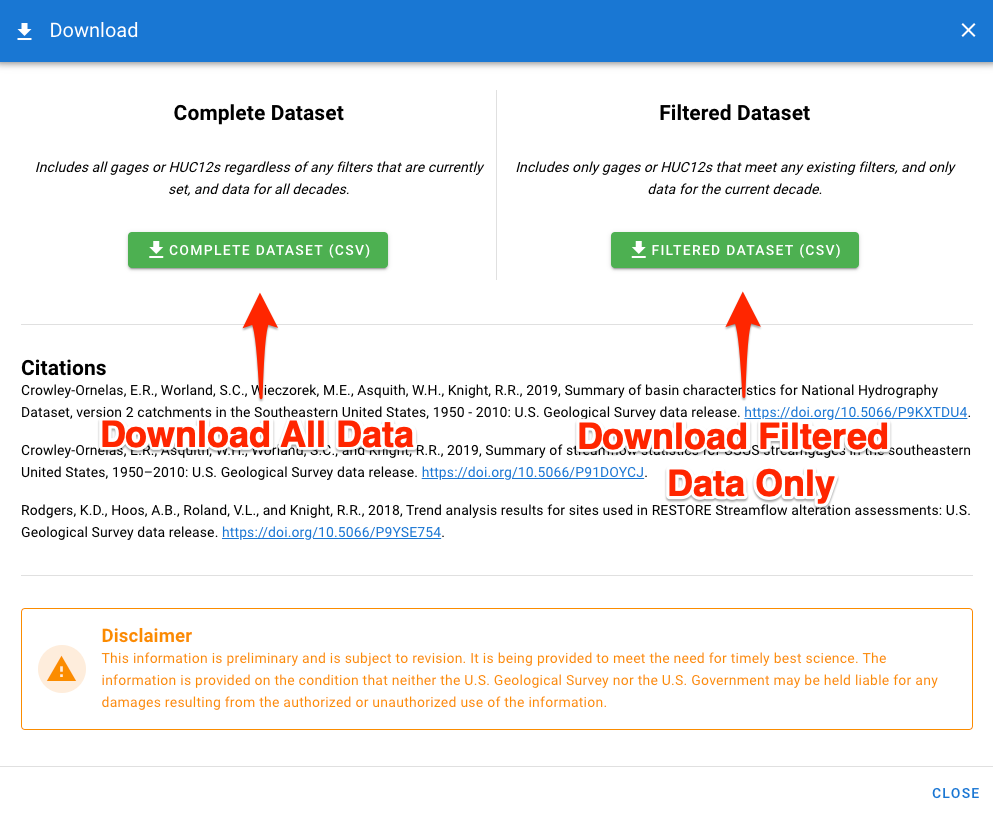 Download
Complete Dataset
Includes all gages or HUC12s regardless of any filters that are currently
set, and data for all decades.
COMPLETE DATASET (CSV)
Filtered Dataset
Includes only gages or HUC12s that meet any existing filters, and only
data for the current decade.
FILTERED DATASET (CSV)
Citations
Crowley-Ornelas, E.R., Worland, S.C., Wieczorek, M.E., Asquith, W.H., Knight, R.R., 2019, Summary of basin characteristics for National Hydrography
Dataset, version 2 catchments in the Southeastern United States, 1950 - 2010: U.S. Geological Survey data release. https://doi.org/10.5066/P9KXTDU4.
Download All Data
Download Filtered
Data Only
Crowley-Ornelas, E.R., Asquith, W.H., Worland, S.C., and Knight, R.R., 2019, Summary of streamflow statistics for USGS streamgages in the southeastern
United States, 1950–2010: U.S. Geological Survey data release. https://doi.org/10.5066/P91DOYCJ.
Rodgers, K.D., Hoos, A.B., Roland, V.L., and Knight, R.R., 2018, Trend analysis results for sites used in RESTORE Streamflow alteration assessments: U.S.
Geological Survey data release. https://doi.org/10.5066/P9YSE754.
Disclaimer
This information is preliminary and is subject to revision. It is being provided to meet the need for timely best science. The
information is provided on the condition that neither the U.S. Geological Survey nor the U.S. Government may be held liable for any
damages resulting from the authorized or unauthorized use of the information.
CLOSE